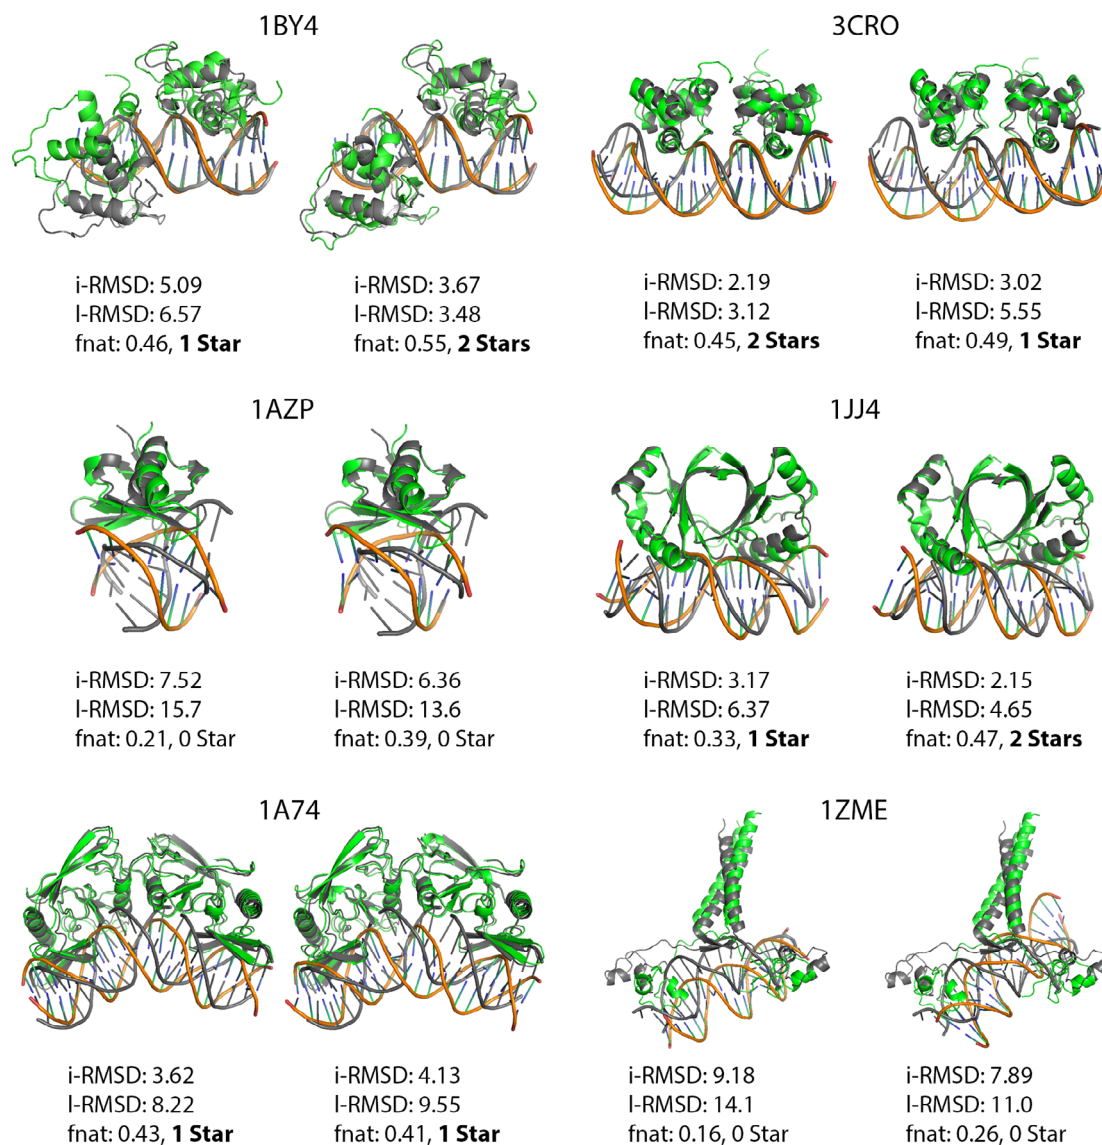 1BY4
i-RMSD: 5.09
l-RMSD: 6.57
fnat: 0.46, 1 Star
i-RMSD: 3.67
l-RMSD: 3.48
fnat: 0.55, 2 Stars
3CRO
i-RMSD: 2.19
l-RMSD: 3.12
fnat: 0.45, 2 Stars
i-RMSD: 3.02
l-RMSD: 5.55
fnat: 0.49, 1 Star
1AZP
i-RMSD: 7.52
l-RMSD: 15.7
fnat: 0.21, 0 Star
i-RMSD: 6.36
l-RMSD: 13.6
fnat: 0.39, 0 Star
1JJ4
i-RMSD: 3.17
l-RMSD: 6.37
fnat: 0.33, 1 Star
i-RMSD: 2.15
l-RMSD: 4.65
fnat: 0.47, 2 Stars
1A74
i-RMSD: 3.62
l-RMSD: 8.22
fnat: 0.43, 1 Star
i-RMSD: 4.13
l-RMSD: 9.55
fnat: 0.41, 1 Star
1ZME
i-RMSD: 9.18
l-RMSD: 14.1
fnat: 0.16, 0 Star
i-RMSD: 7.89
l-RMSD: 11.0
fnat: 0.26, 0 Star